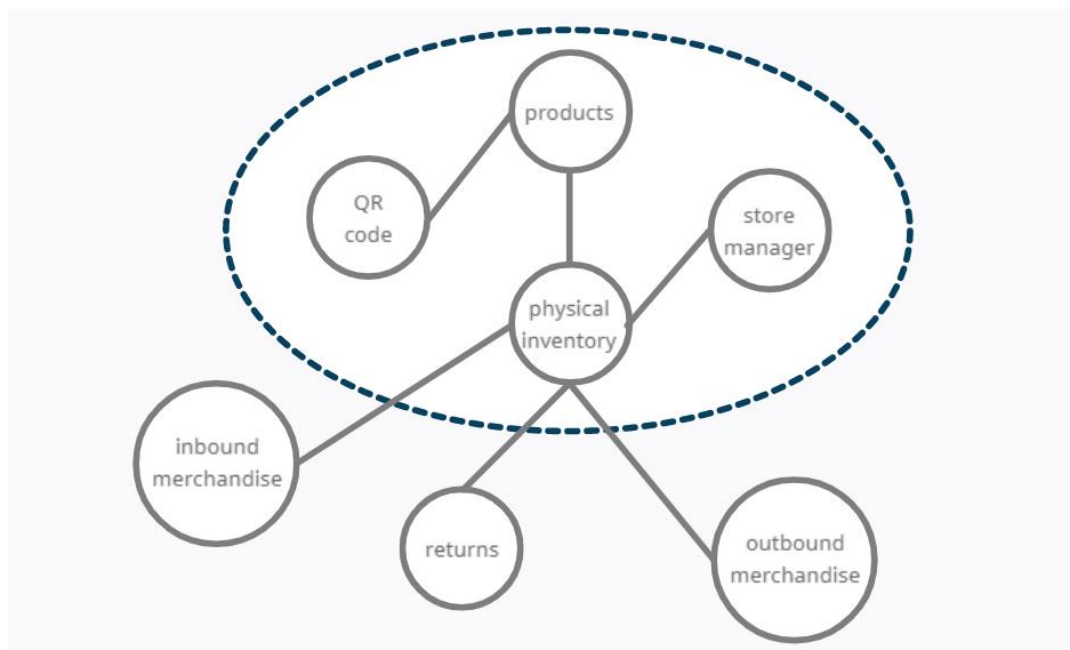 products
QR
code
store
manager
physical
inventory
inbound
merchandise
returns
outbound
merchandise